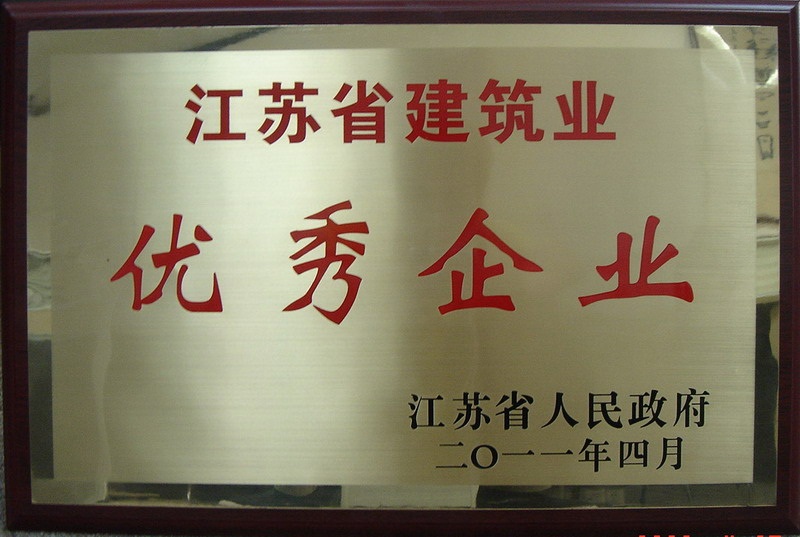 江苏省建筑业
优秀企业
江苏省人民政府
二〇一一年四月